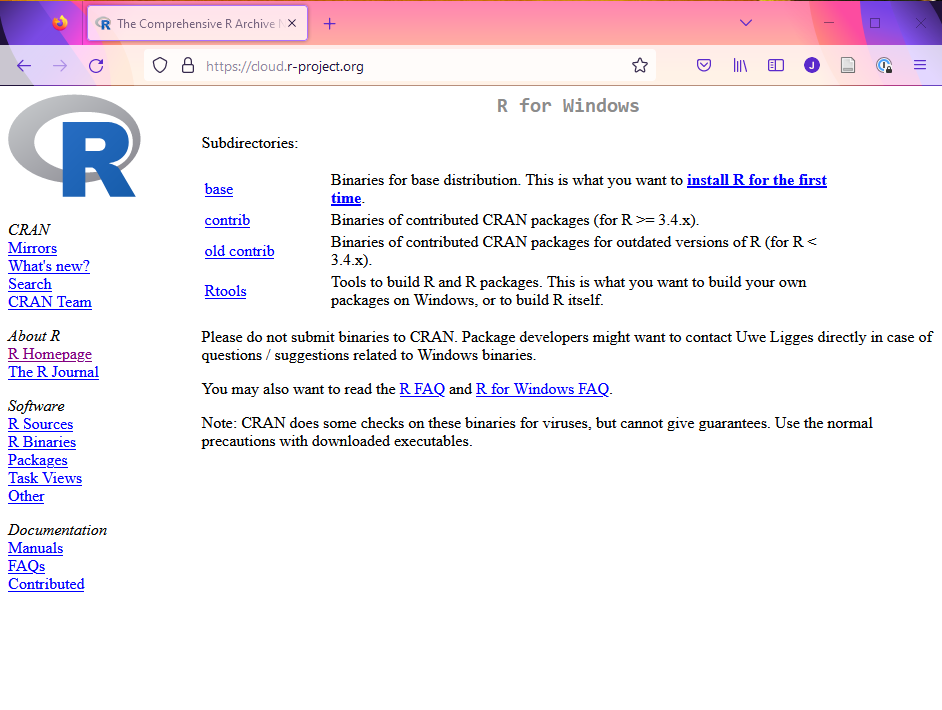 The Comprehensive R Archive
https://cloud.r-project.org
J
R
CRAN
Mirrors
What's new?
Search
CRAN Team
About R
R Homepage
The R Journal
Software
R Sources
R Binaries
Packages
Task Views
Other
Documentation
Manuals
FAQs
Contributed
R for Windows
Subdirectories:
base
Binaries for base distribution. This is what you want to install R for the first
time.
contrib
Binaries of contributed CRAN packages (for R >= 3.4.x).
old contrib
Binaries of contributed CRAN packages for outdated versions of R (for R <
3.4.x).
Rtools
Tools to build R and R packages. This is what you want to build your own
packages on Windows, or to build R itself.
Please do not submit binaries to CRAN. Package developers might want to contact Uwe Ligges directly in case of
questions / suggestions related to Windows binaries.
You may also want to read the R FAQ and R for Windows FAQ.
Note: CRAN does some checks on these binaries for viruses, but cannot give guarantees. Use the normal
precautions with downloaded executables.